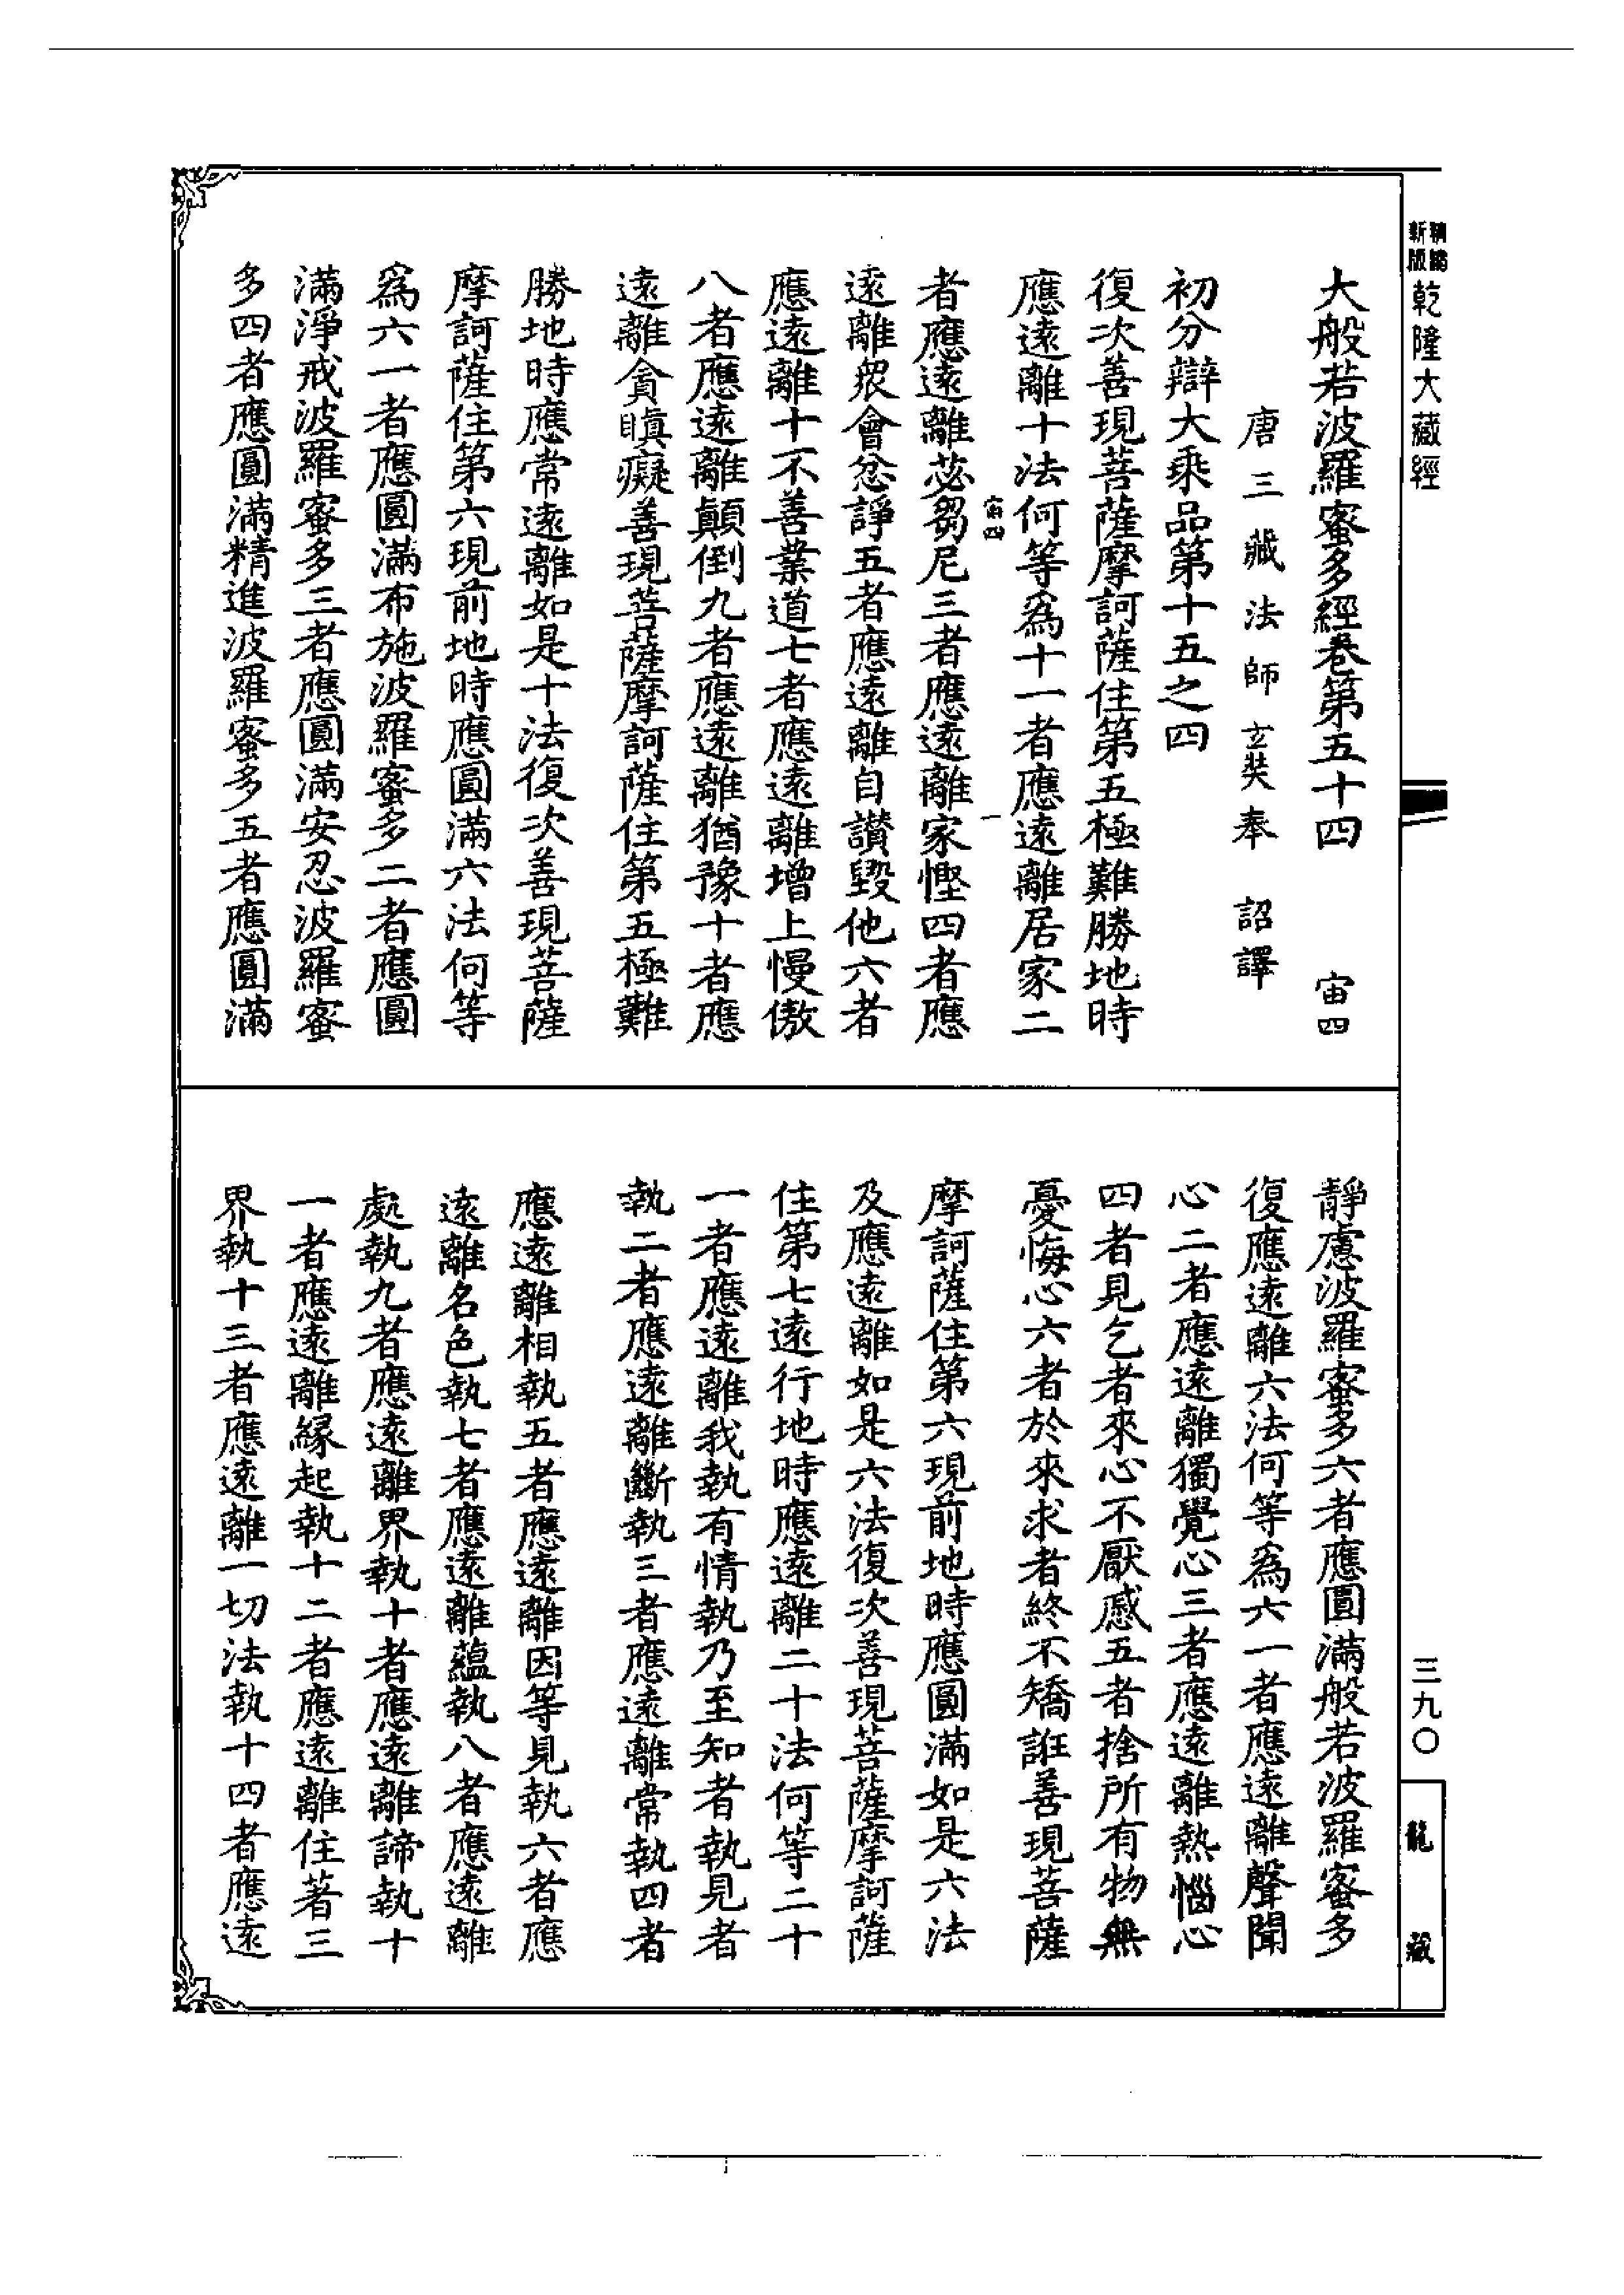 新版
精縮
乾隆大藏經
大般若波羅蜜多經卷第五十四　宙四
唐三藏法師玄奘奉　詔譯
初分辯大乘品第十五之四
復次善現菩薩摩訶薩住第五極難勝地時
應遠離十法何等為十一者應遠離居家二
宙四　一
者應遠離苾芻尼三者應遠離家慳四者應
遠離眾會忿諍五者應遠離自讃毀他六者
應遠離十不善業道七者應遠離增上慢傲
八者應遠離顛倒九者應遠離猶豫十者應
遠離貪瞋癡善現菩薩摩訶薩住第五極難
勝地時應常遠離如是十法復次善現菩薩
摩訶薩住第六現前地時應圓滿六法何等
為六一者應圓滿布施波羅蜜多二者應圓
滿淨戒波羅蜜多三者應圓滿安忍波羅蜜
多四者應圓滿精進波羅蜜多五者應圓滿
靜慮波羅蜜多六者應圓滿般若波羅蜜多
復應遠離六法何等為六一者應遠離聲聞
心二者應遠離獨覺心三者應遠離熱惱心
四者見乞者來心不厭慼五者捨所有物無
憂悔心六者於來求者終不矯誑善現菩薩
摩訶薩住第六現前地時應圓滿如是六法
及應遠離如是六法復次善現菩薩摩訶薩
住第七遠行地時應遠離二十法何等二十
一者應遠離我執有情執乃至知者執見者
執二者應遠離斷執三者應遠離常執四者
應遠離相執五者應遠離因等見執六者應
遠離名色執七者應遠離蘊執八者應遠離
處執九者應遠離界執十者應遠離諦執十
一者應遠離緣起執十二者應遠離住著三
界執十三者應遠離一切法執十四者應遠
三九〇
龍藏